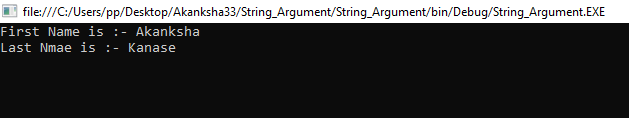 file:///C:/Users/pp/Desktop/Akanksha33/String_Argument/String_Argument/bin/Debug/String_Argument.EXE
First Name is :- Akanksha
Last Nmae is :- Kanase